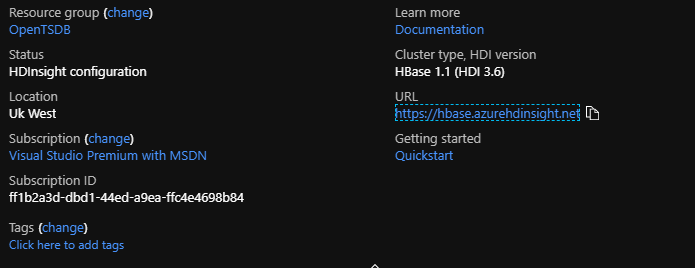 Resource group (change)
OpenTSDB
Status
HDInsight configuration
Location
Uk West
Subscription (change)
Visual Studio Premium with MSDN
Subscription ID
ff1b2a3d-dbd1-44ed-a9ea-ffc4e4698b84
Tags (change)
Click here to add tags
Learn more
Documentation
Cluster type, HDI version
HBase 1.1 (HDI 3.6)
URL
https://hbase.azurehdinsight.net
Getting started
Quickstart